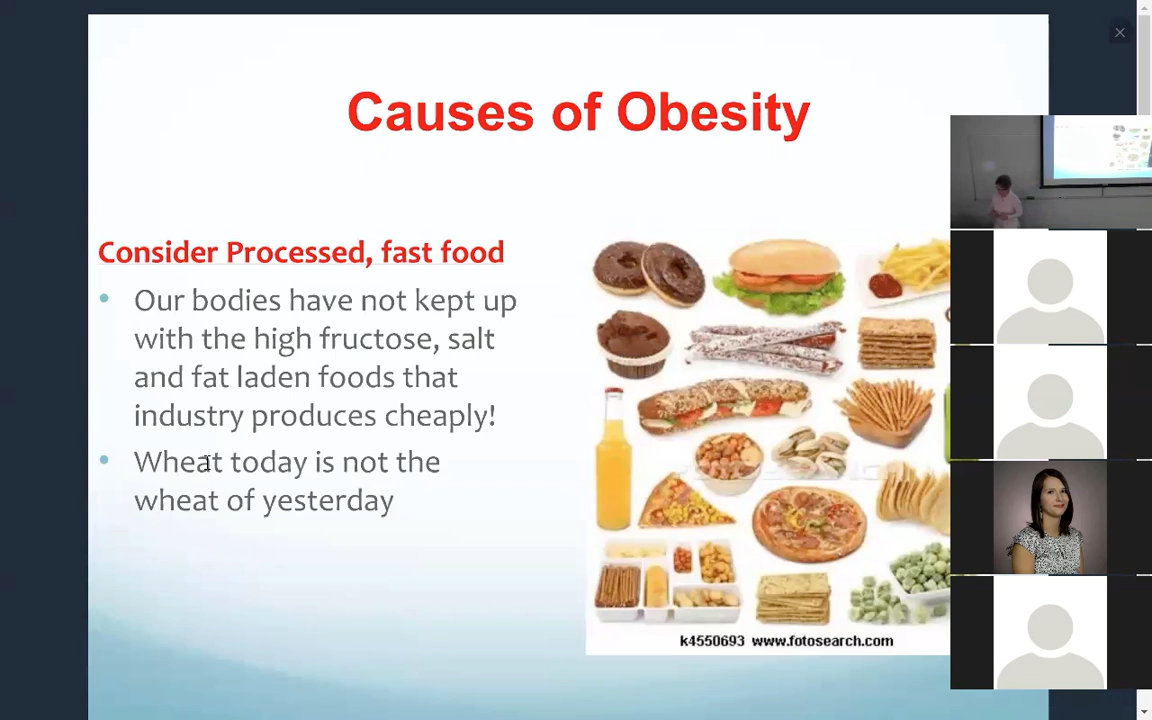 Causes of Obesity
Consider Processed, fast food
• Our bodies have not kept up
with the high fructose, salt
and fat laden foods that
industry produces cheaply!
• Wheat today is not the
wheat of yesterday
k4550693 www.fotosearch.com